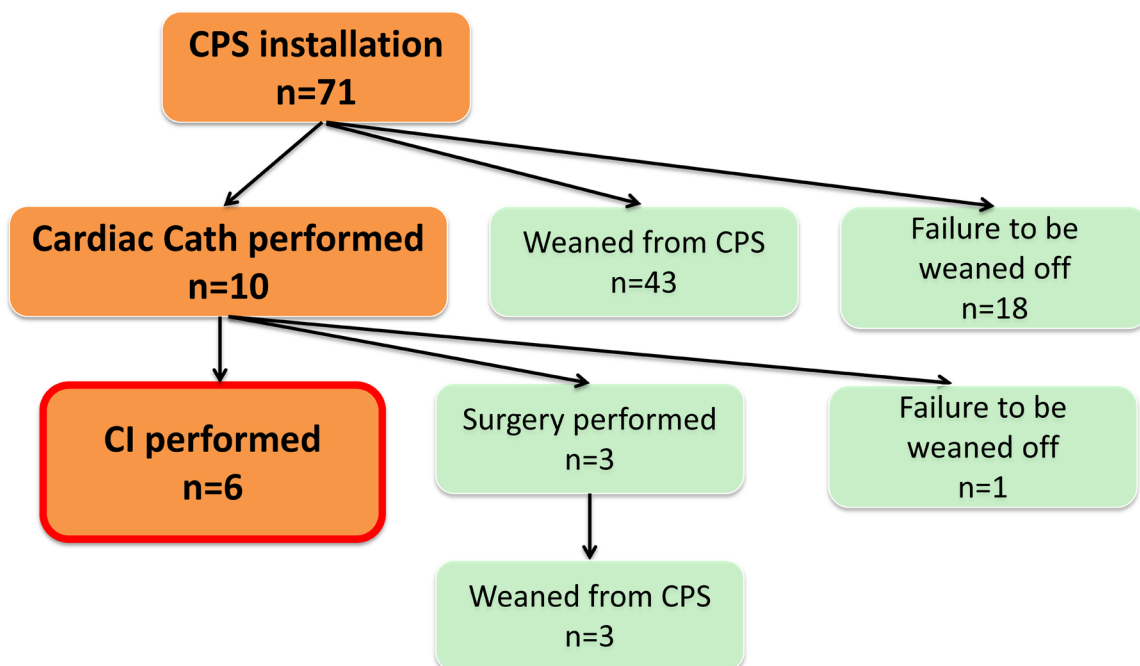 CPS installation
n=71
Cardiac Cath performed
n=10
Weaned from CPS
n=43
Failure to be
weaned off
n=18
CI performed
n=6
Surgery performed
n=3
Failure to be
weaned off
n=1
Weaned from CPS
n=3